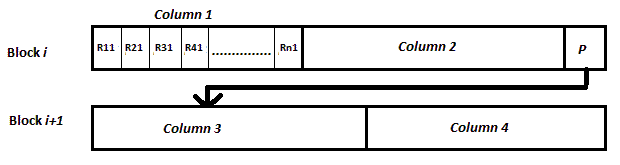 Column 1
Block i
R11 R21 R31 R41 ............... Rn1 Column 2 P
Block i+1
Column 3 Column 4